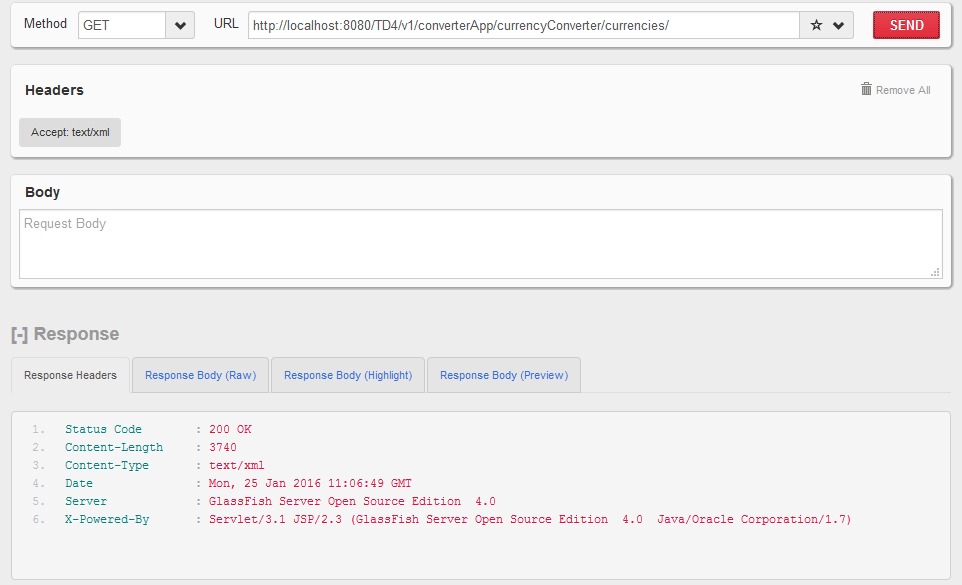 Method GET URL http://localhost:8080/TD4/v1/converterApp/currencyConverter/currencies/ SEND
Headers Remove All
Accept: text/xml
Body
Request Body
[-] Response
Response Headers Response Body (Raw) Response Body (Highlight) Response Body (Preview)
1. Status Code : 200 OK
2. Content-Length : 3740
3. Content-Type : text/xml
4. Date : Mon, 25 Jan 2016 11:06:49 GMT
5. Server : GlassFish Server Open Source Edition  4.0
6. X-Powered-By : Servlet/3.1 JSP/2.3 (GlassFish Server Open Source Edition  4.0  Java/Oracle Corporation/1.7)